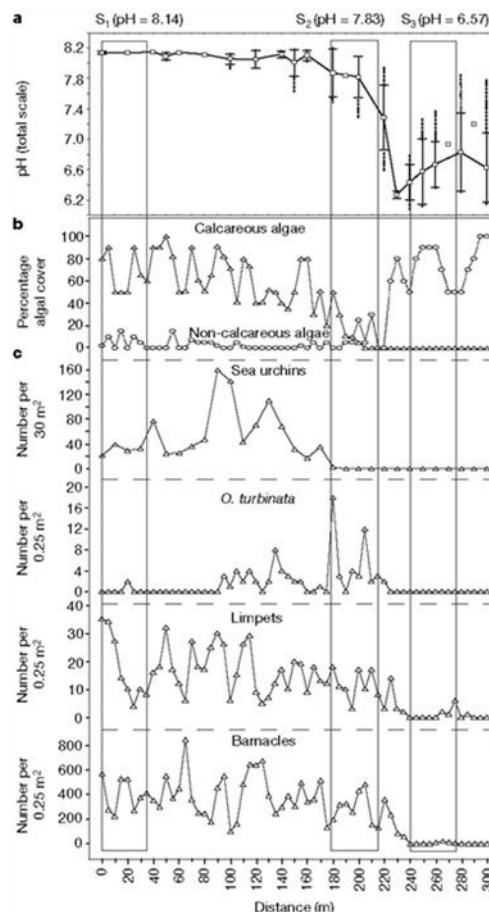 a
S₁ (pH = 8.14)
S₂ (pH = 7.83)
S₃ (pH = 6.57)
pH (total scale)
8.2
7.8
7.4
7.0
6.6
6.2
b
Calcareous algae
Percentage
algal cover
100
80
60
40
20
0
Non-calcareous algae
c
Sea urchins
Number per
30 m²
160
120
80
40
0
O. turbinata
Number per
0.25 m²
20
16
12
8
4
0
Limpets
Number per
0.25 m²
40
30
20
10
0
Barnacles
Number per
0.25 m²
800
600
400
200
0
0 20 40 60 80 100 120 140 160 180 200 220 240 260 280 300
Distance (m)